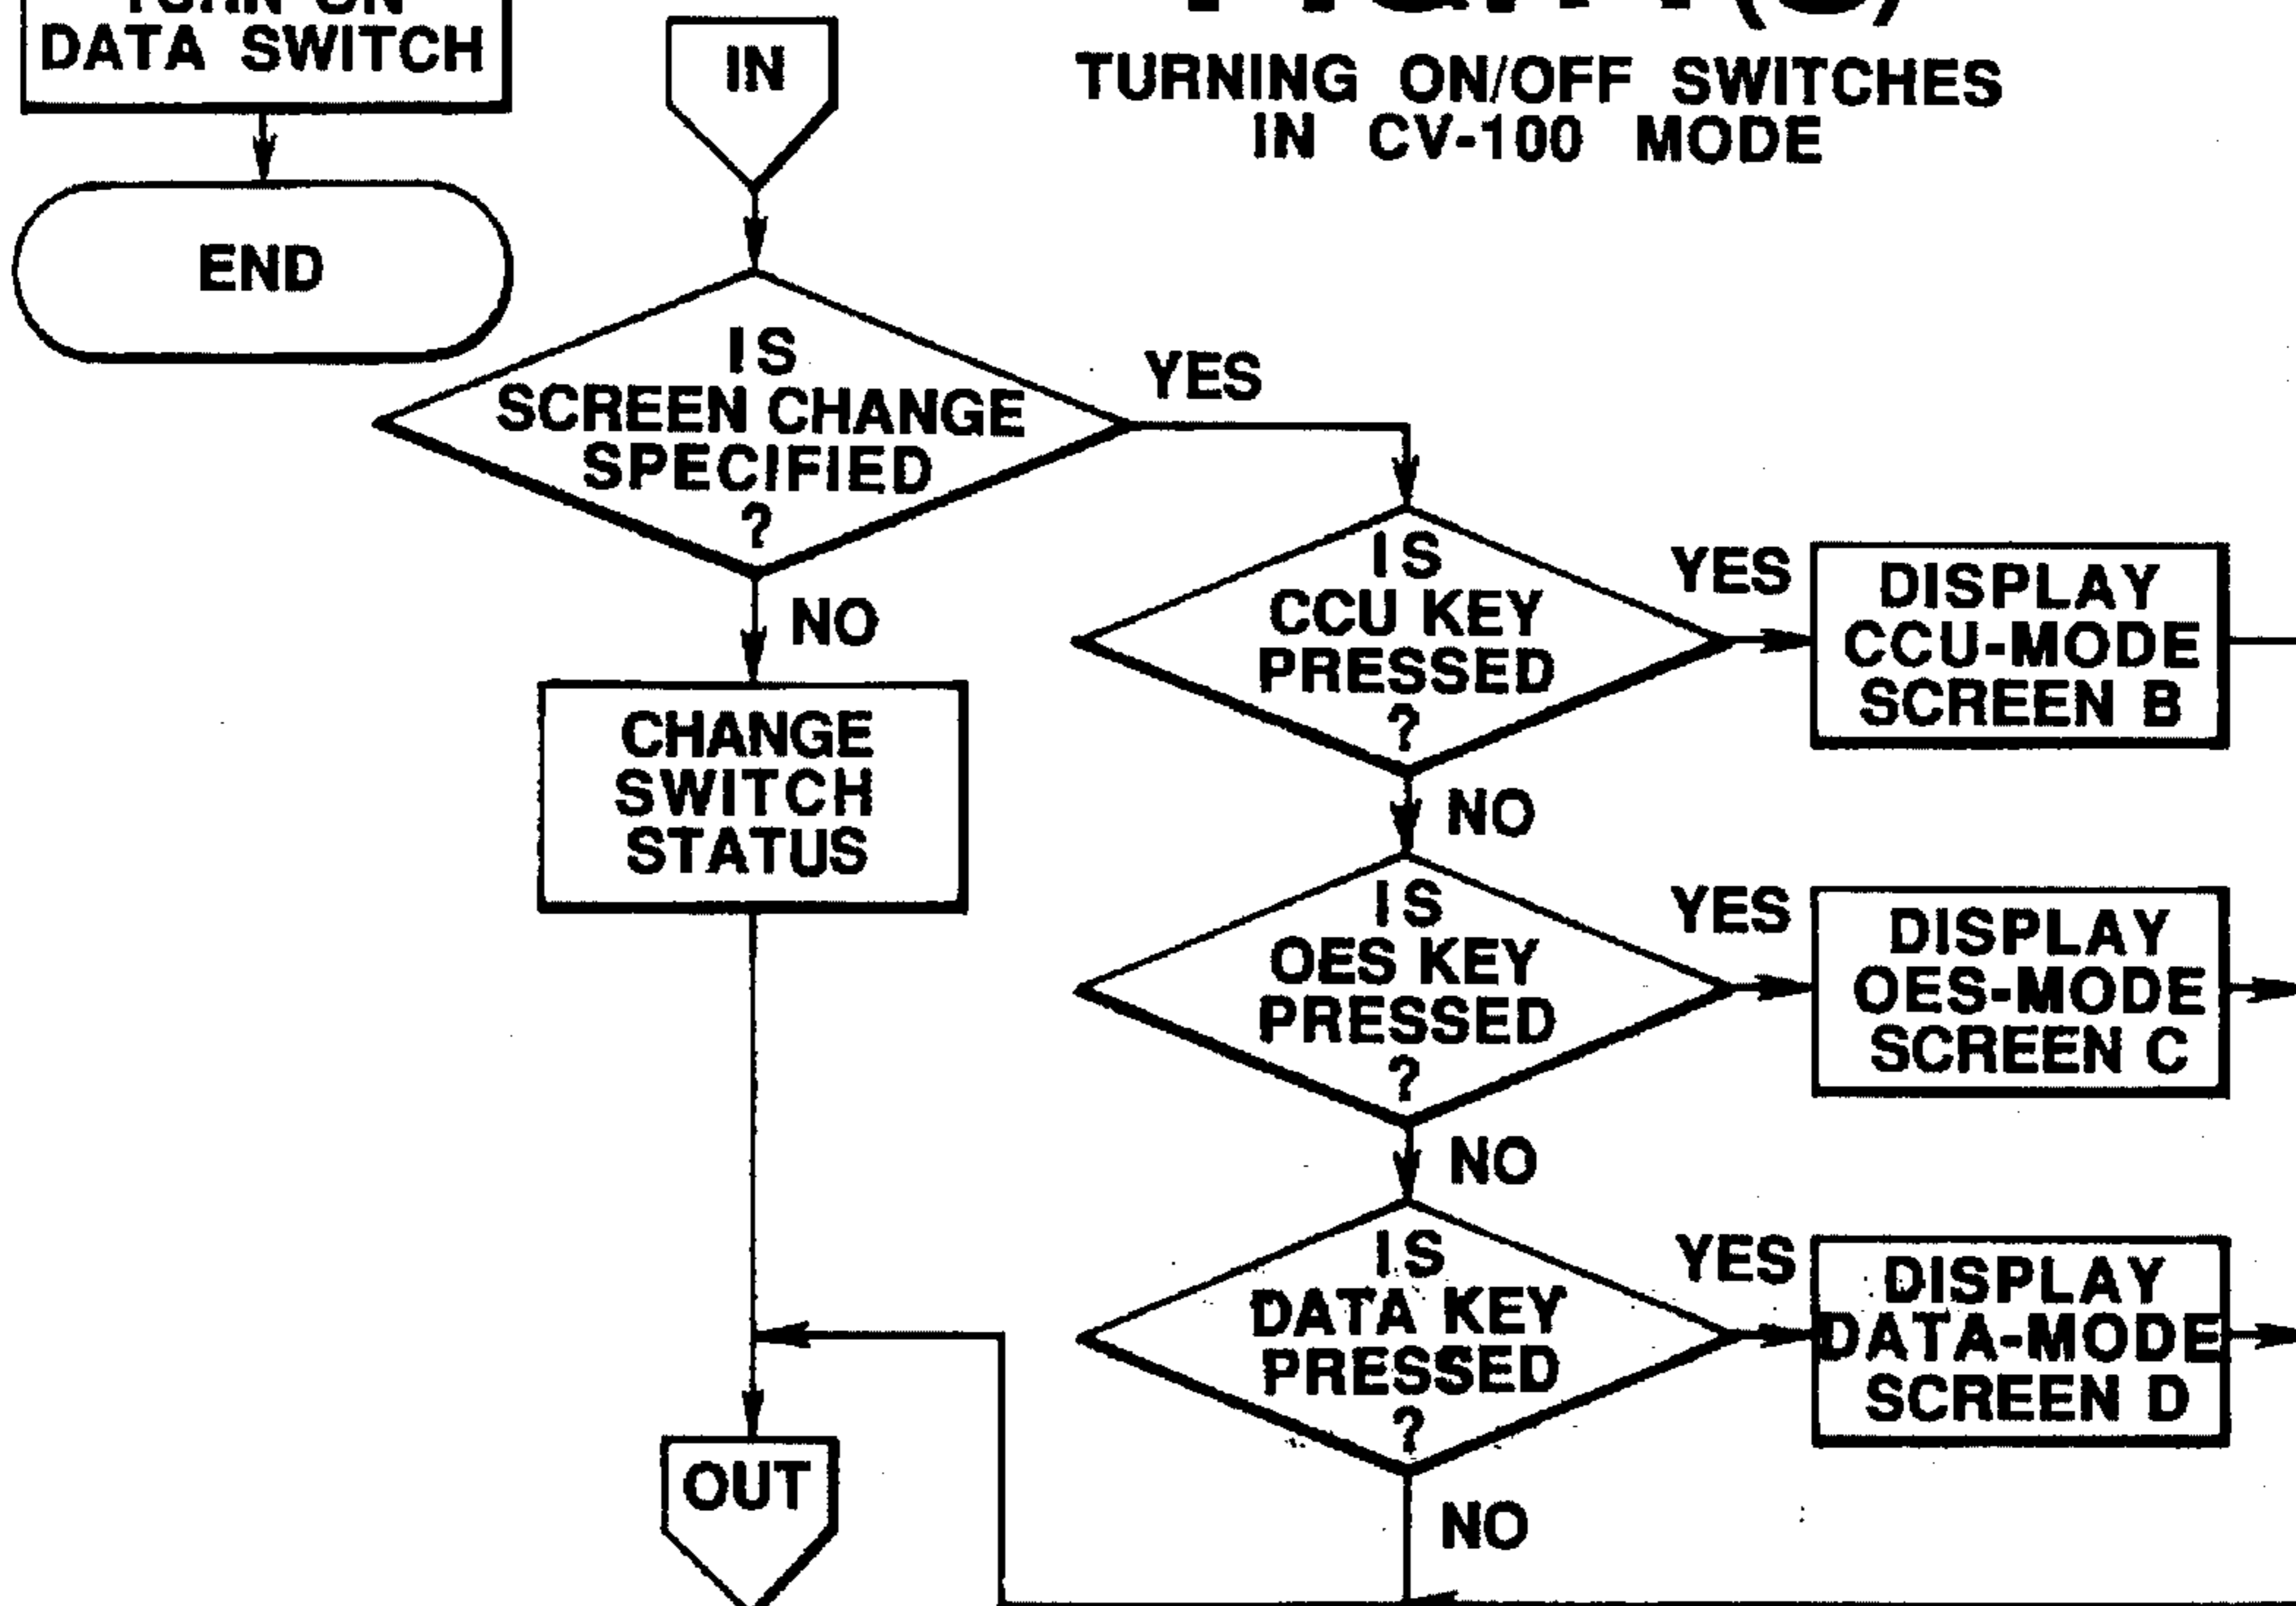 DATA SWITCH
END
IN
TURNING ON/OFF SWITCHES
IN CV-100 MODE
IS
SCREEN CHANGE
SPECIFIED
?
YES
NO
CHANGE
SWITCH
STATUS
OUT
IS
CCU KEY
PRESSED
?
YES
DISPLAY
CCU-MODE
SCREEN B
NO
IS
OES KEY
PRESSED
?
YES
DISPLAY
OES-MODE
SCREEN C
NO
IS
DATA KEY
PRESSED
?
YES
DISPLAY
DATA-MODE
SCREEN D
NO